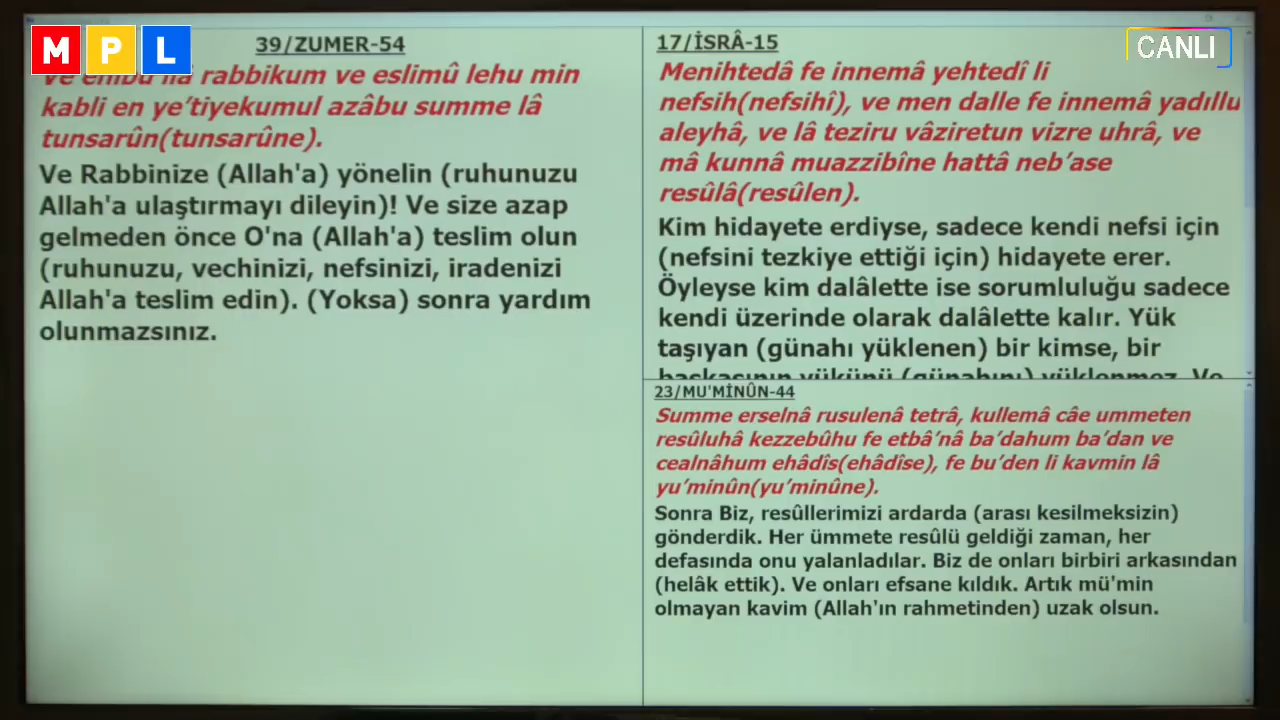 M P L
CANLI
39/ZUMER-54
rabbikum ve eslimû lehu min
kabli en ye’tiyekumul azâbu summe lâ
tunsarûn(tunsarûne).
Ve Rabbinize (Allah'a) yönelin (ruhunuzu
Allah'a ulaştırmayı dileyin)! Ve size azap
gelmeden önce O'na (Allah'a) teslim olun
(ruhunuzu, vechinizi, nefsinizi, iradenizi
Allah'a teslim edin). (Yoksa) sonra yardım
olunmazsınız.
17/İSRÂ-15
Menihtedâ fe innemâ yehtedî li
nefsih(nefsihî), ve men dalle fe innemâ yadıllu
aleyhâ, ve lâ teziru vâziretun vizre uhrâ, ve
mâ kunnâ muazzibîne hattâ neb’ase
resûlâ(resûlen).
Kim hidayete erdiyse, sadece kendi nefsi için
(nefsini tezkiye ettiği için) hidayete erer.
Öyleyse kim dalâlette ise sorumluluğu sadece
kendi üzerinde olarak dalâlette kalır. Yük
taşıyan (günahı yüklenen) bir kimse, bir
başkasının yükünü (günahını) yüklenmez. Ve
23/MU'MİNÛN-44
Summe erselnâ rusulenâ tetrâ, kullemâ câe ummeten
resûluhâ kezzebûhu fe etbâ’nâ ba’dahum ba’dan ve
cealnâhum ehâdîs(ehâdîse), fe bu’den li kavmin lâ
yu’minûn(yu’minûne).
Sonra Biz, resûllerimizi ardarda (arası kesilmeksizin)
gönderdik. Her ümmete resûlü geldiği zaman, her
defasında onu yalanladılar. Biz de onları birbiri arkasından
(helâk ettik). Ve onları efsane kıldık. Artık mü'min
olmayan kavim (Allah'ın rahmetinden) uzak olsun.